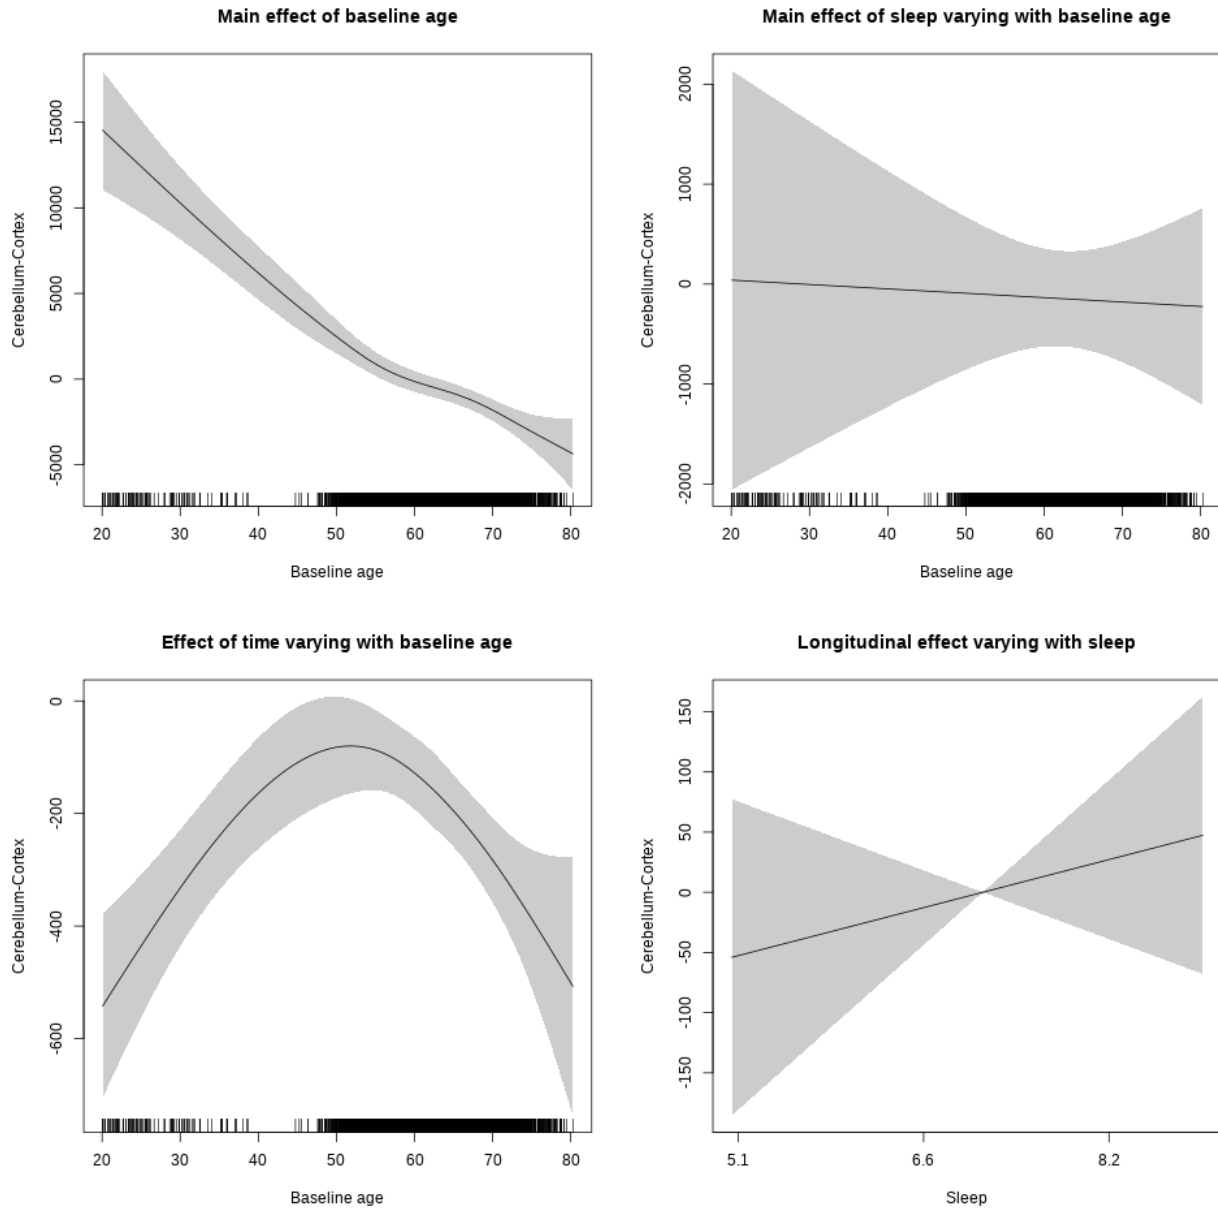 Main effect of baseline age
Cerebellum-Cortex
15000
10000
5000
0
-5000
20 30 40 50 60 70 80
Baseline age
Main effect of sleep varying with baseline age
Cerebellum-Cortex
2000
1000
0
-1000
-2000
20 30 40 50 60 70 80
Baseline age
Effect of time varying with baseline age
Cerebellum-Cortex
0
-200
-400
-600
20 30 40 50 60 70 80
Baseline age
Longitudinal effect varying with sleep
Cerebellum-Cortex
150
100
50
0
-50
-100
-150
5.1 6.6 8.2
Sleep